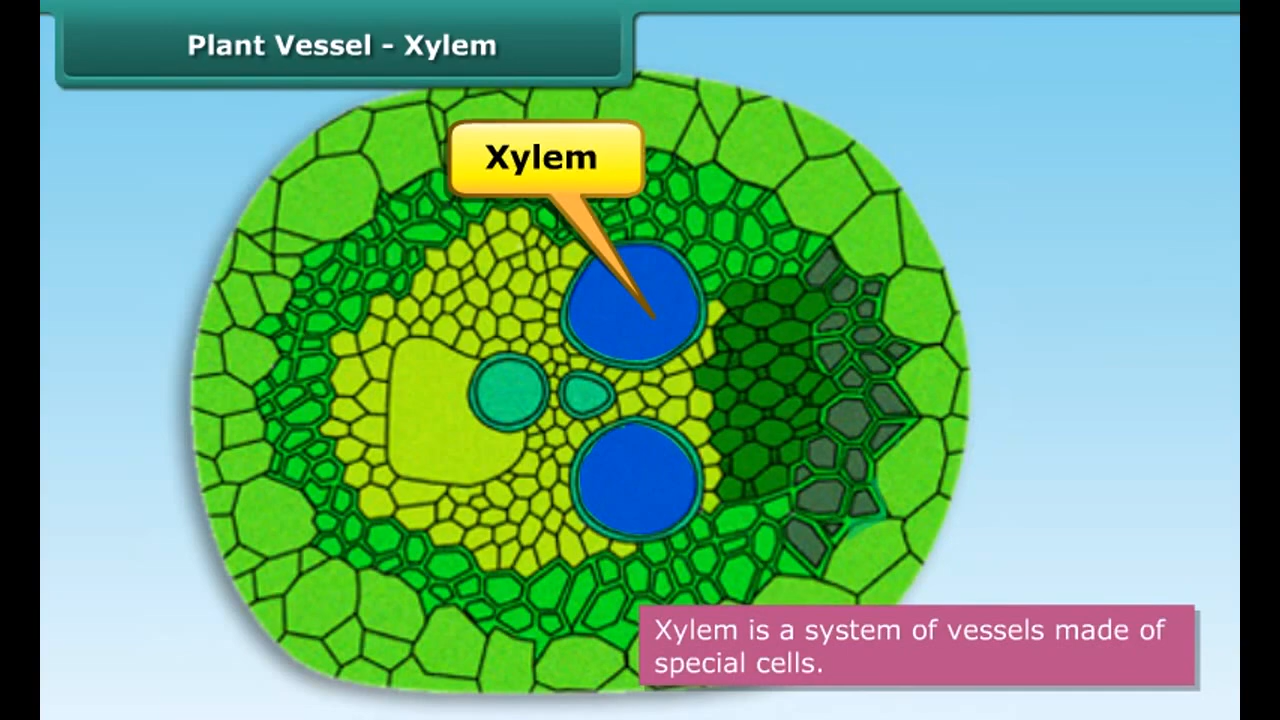 Plant Vessel - Xylem
Xylem
Xylem is a system of vessels made of
special cells.